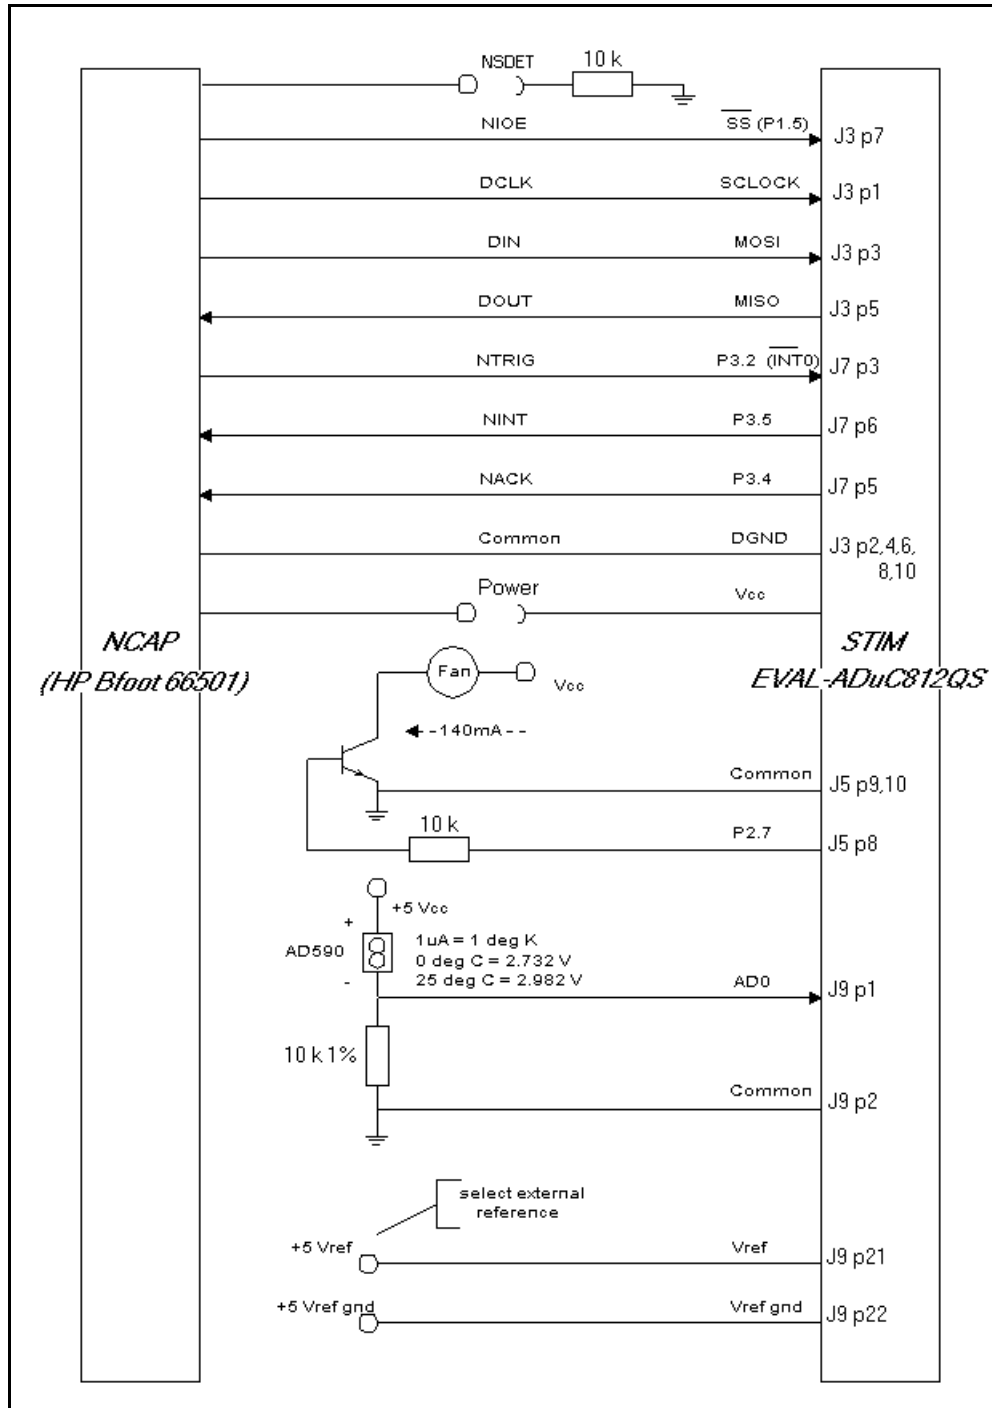 NSDET 10 k
NIOE SS (P1.5) J3 p7
DCLK SCLOCK J3 p1
DIN MOSI J3 p3
DOUT MISO J3 p5
NTRIG P3.2 (INT0) J7 p3
NINT P3.5 J7 p6
NACK P3.4 J7 p5
Common DGND J3 p2,4,6,
8,10
Power Vcc
NCAP
(HP Bfoot 66501)
STIM
EVAL-ADuC812QS
Fan Vcc
◄--140mA--
Common J5 p9,10
10 k P2.7 J5 p8
+5 Vcc
+
AD590
-
1uA = 1 deg K
0 deg C = 2.732 V
25 deg C = 2.982 V
AD0 J9 p1
10 k 1%
Common J9 p2
select external
reference
+5 Vref Vref J9 p21
+5 Vref gnd Vref gnd J9 p22